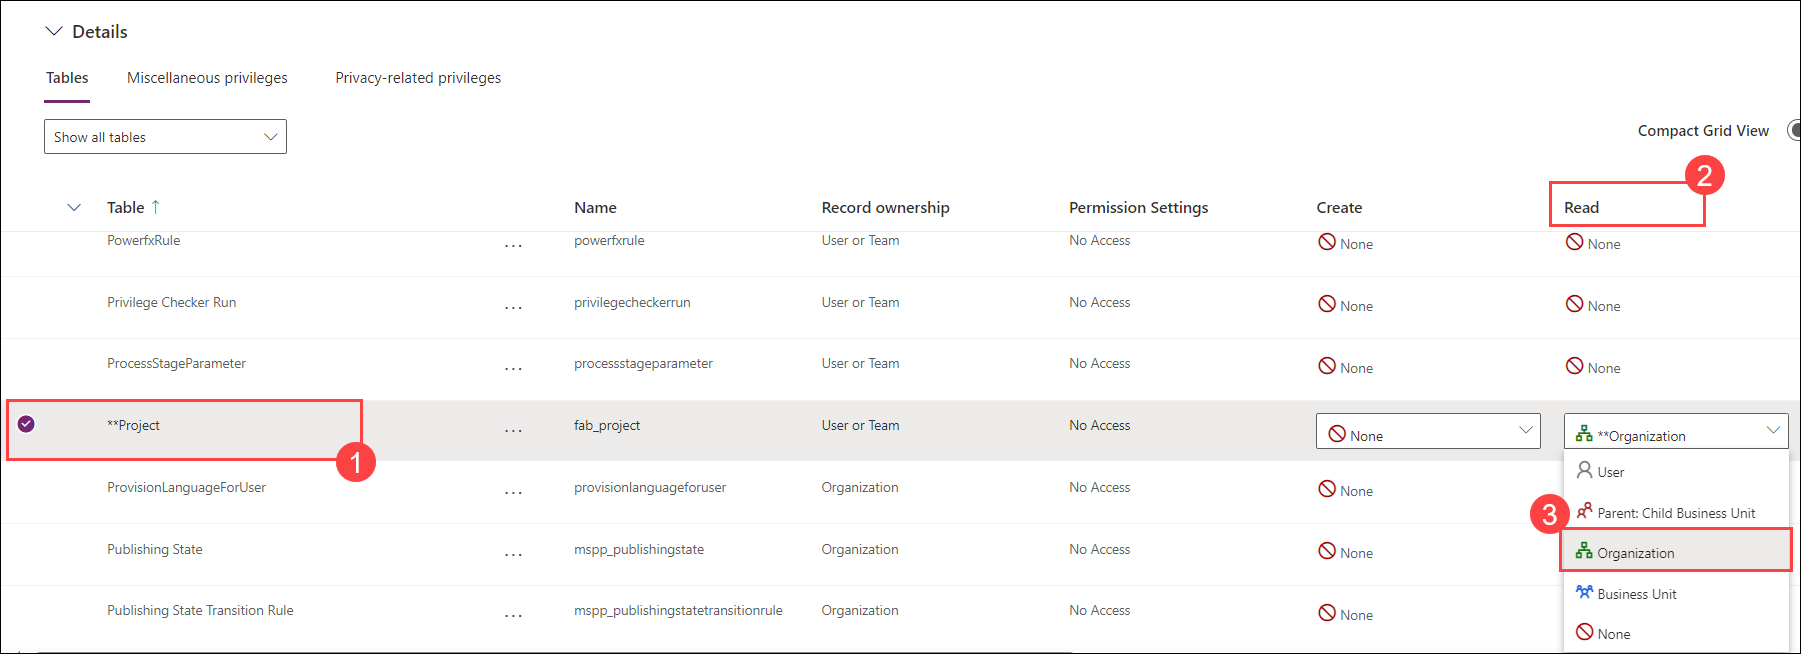 Details
Tables Miscellaneous privileges Privacy-related privileges
Show all tables
Compact Grid View
2
Table ↑ Name Record ownership Permission Settings Create Read
PowerfxRule ... powerfxrule User or Team No Access None None
Privilege Checker Run ... privilegecheckerrun User or Team No Access None None
ProcessStageParameter ... processstageparameter User or Team No Access None None
**Project ... fab_project User or Team No Access None **Organization
1
User
ProvisionLanguageForUser ... provisionlanguageforuser Organization No Access None
3 Parent: Child Business Unit
Publishing State ... mspp_publishingstate Organization No Access None Organization
Business Unit
Publishing State Transition Rule ... mspp_publishingstatetransitionrule Organization No Access None
None